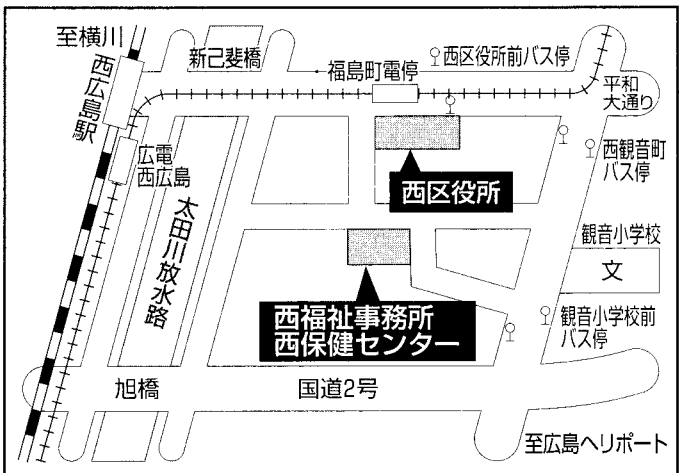 至横川
新己斐橋
福島町電停
西区役所前バス停
西広島駅
平和
大通り
広電
西広島
西観音町
バス停
西区役所
太田川放水路
観音小学校
文
西福祉事務所
西保健センター
観音小学校前
バス停
旭橋
国道2号
至広島ヘリポート